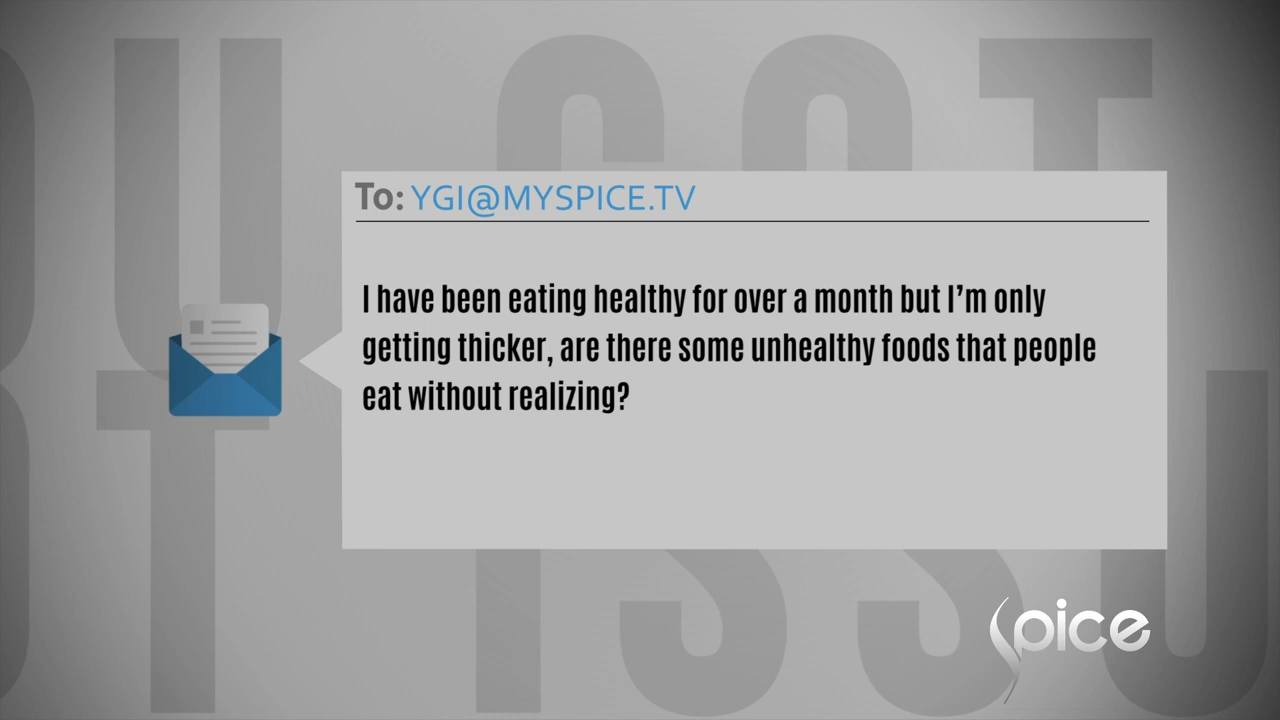 To: YGI@MYSPICE.TV
I have been eating healthy for over a month but I'm only
getting thicker, are there some unhealthy foods that people
eat without realizing?
Spice